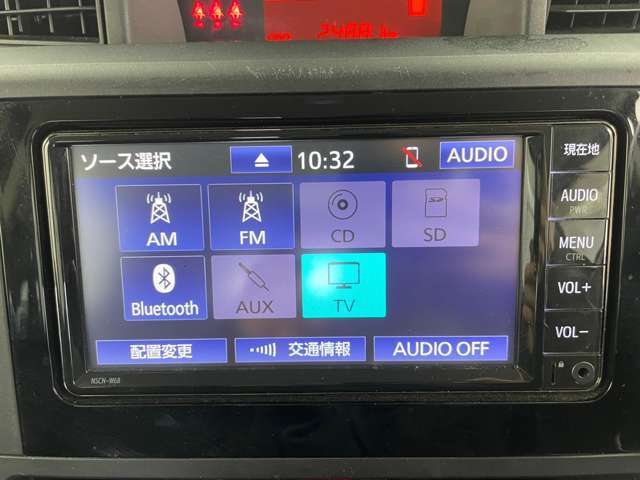 ソース選択
10:32
AUDIO
AM
FM
CD
SD
Bluetooth
AUX
TV
配置変更
交通情報
AUDIO OFF
現在地
AUDIO
PWR
MENU
CTRL
VOL+
VOL-
NSCN-W68